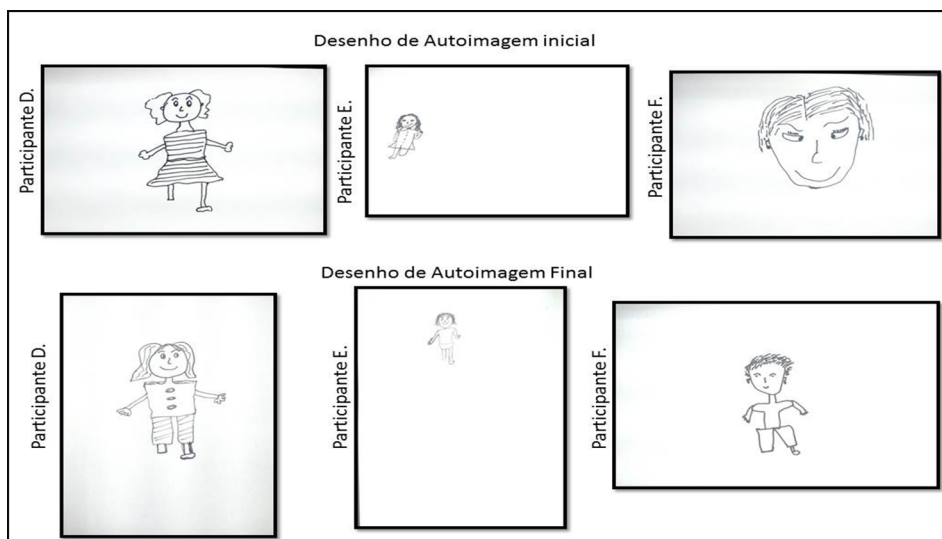 Desenho de Autoimagem inicial
Participante D.
Participante E.
Participante F.
Desenho de Autoimagem Final
Participante D.
Participante E.
Participante F.